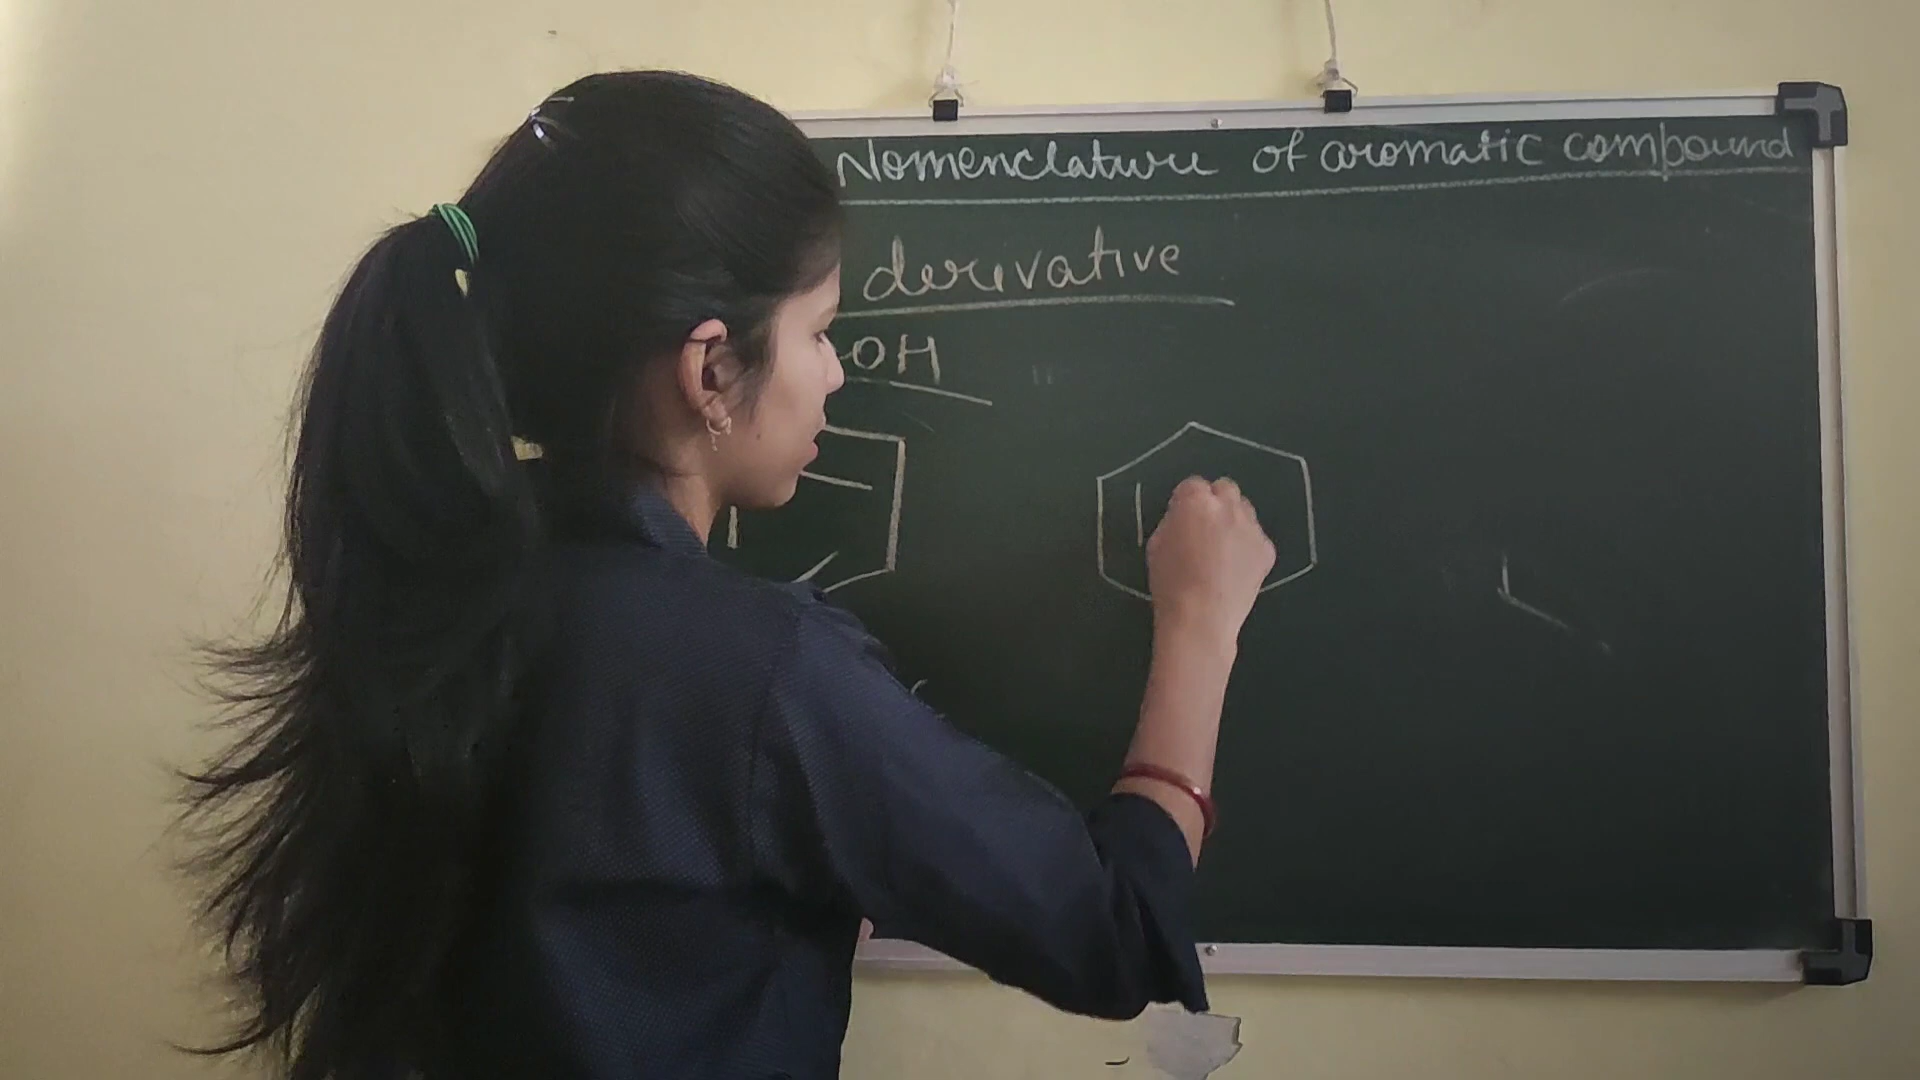 Nomenclature of aromatic compound
derivative
OH